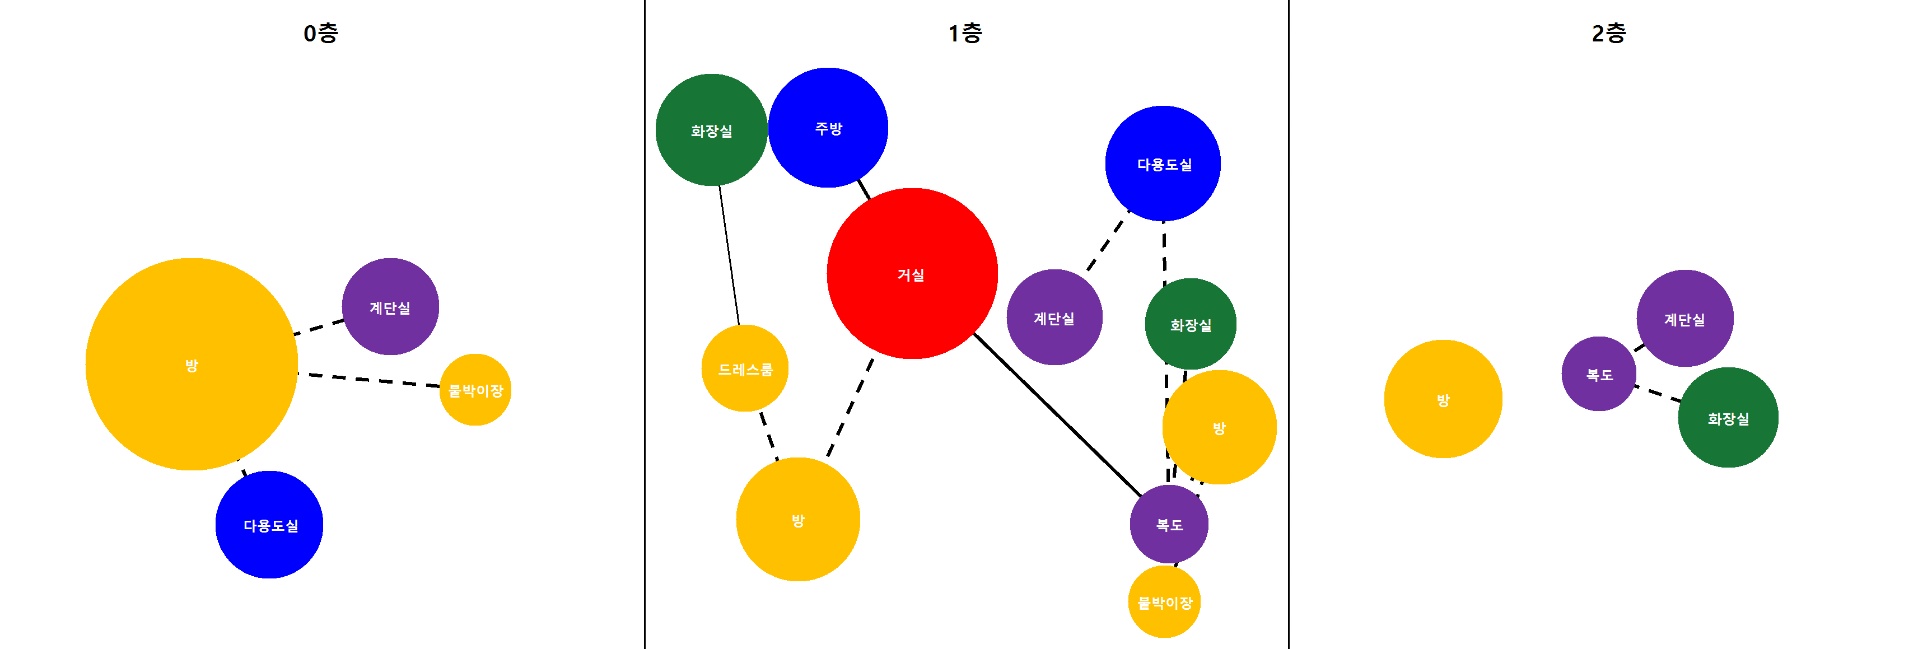 0층
계단실
방
붙박이장
다용도실
1층
화장실
주방
다용도실
거실
계단실
화장실
드레스룸
방
방
복도
붙박이장
2층
계단실
복도
방
화장실